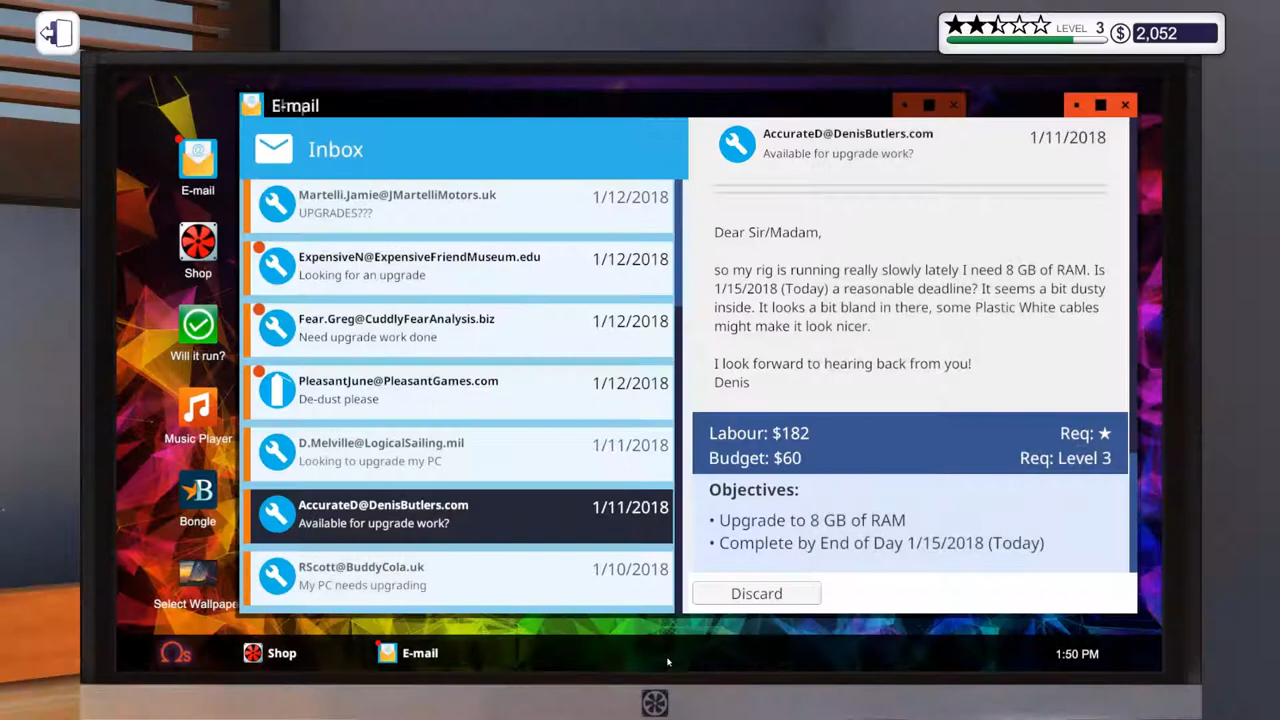 LEVEL 3
$ 2,052
E-mail
Shop
Will it run?
Music Player
Bongle
Select Wallpape
E-mail
Inbox
Martelli.Jamie@JMartelliMotors.uk 1/12/2018
UPGRADES???
ExpensiveN@ExpensiveFriendMuseum.edu 1/12/2018
Looking for an upgrade
Fear.Greg@CuddlyFearAnalysis.biz 1/12/2018
Need upgrade work done
PleasantJune@PleasantGames.com 1/12/2018
De-dust please
D.Melville@LogicalSailing.mil 1/11/2018
Looking to upgrade my PC
AccurateD@DenisButlers.com 1/11/2018
Available for upgrade work?
RScott@BuddyCola.uk 1/10/2018
My PC needs upgrading
AccurateD@DenisButlers.com 1/11/2018
Available for upgrade work?
Dear Sir/Madam,
so my rig is running really slowly lately I need 8 GB of RAM. Is
1/15/2018 (Today) a reasonable deadline? It seems a bit dusty
inside. It looks a bit bland in there, some Plastic White cables
might make it look nicer.
I look forward to hearing back from you!
Denis
Labour: $182 Req: ★
Budget: $60 Req: Level 3
Objectives:
• Upgrade to 8 GB of RAM
• Complete by End of Day 1/15/2018 (Today)
Discard
Ωs Shop E-mail 1:50 PM